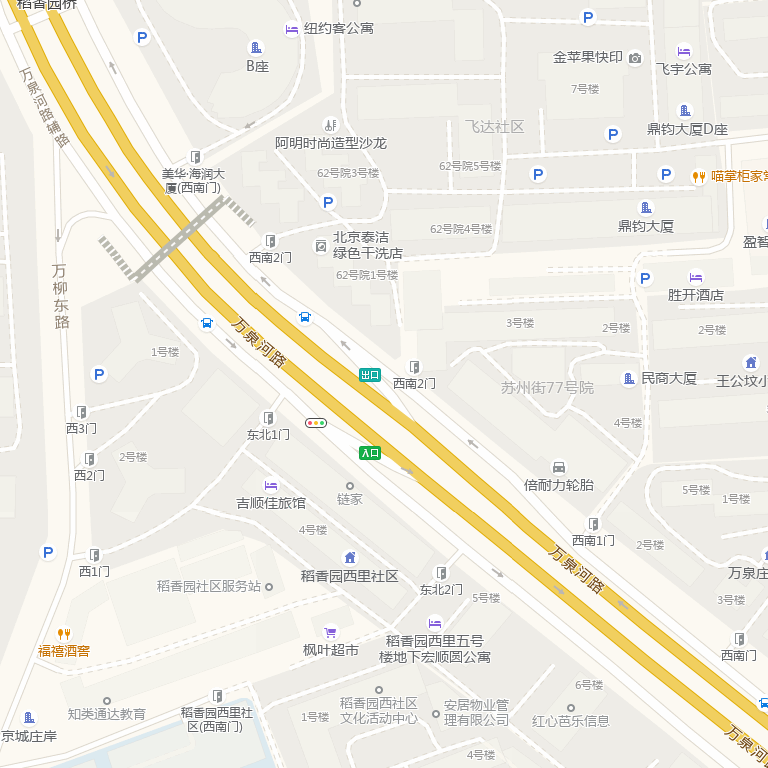 稻香园桥
P
P
纽约客公寓
B座
金苹果快印
飞宇公寓
7号楼
万泉河路辅路
飞达社区
鼎钧大厦D座
P
阿明时尚造型沙龙
美华·海润大
厦(西南门)
62号院3号楼
62号院5号楼
P
P
喵掌柜家常
P
62号院4号楼
鼎钧大厦
北京泰洁
绿色干洗店
盈智
西南2门
62号院1号楼
P
胜开酒店
万柳东路
万泉河路
3号楼
2号楼
2号楼
1号楼
P
出口
西南2门
苏州街77号院
民商大厦
王公坟小
西3门
东北1门
4号楼
A口
2号楼
西2门
倍耐力轮胎
吉顺佳旅馆
链家
5号楼
1号楼
4号楼
西南1门
2号楼
P
西1门
稻香园西里社区
万泉河路
万泉庄
稻香园社区服务站
东北2门
5号楼
3号楼
福禧酒窖
枫叶超市
稻香园西里五号
楼地下宏顺圆公寓
西南门
6号楼
知美通达教育
稻香园西里社
区(西南门)
1号楼
稻香园西里社区
文化活动中心
安居物业管
理有限公司
红心芭乐信息
京城庄岸
万泉河路
4号楼